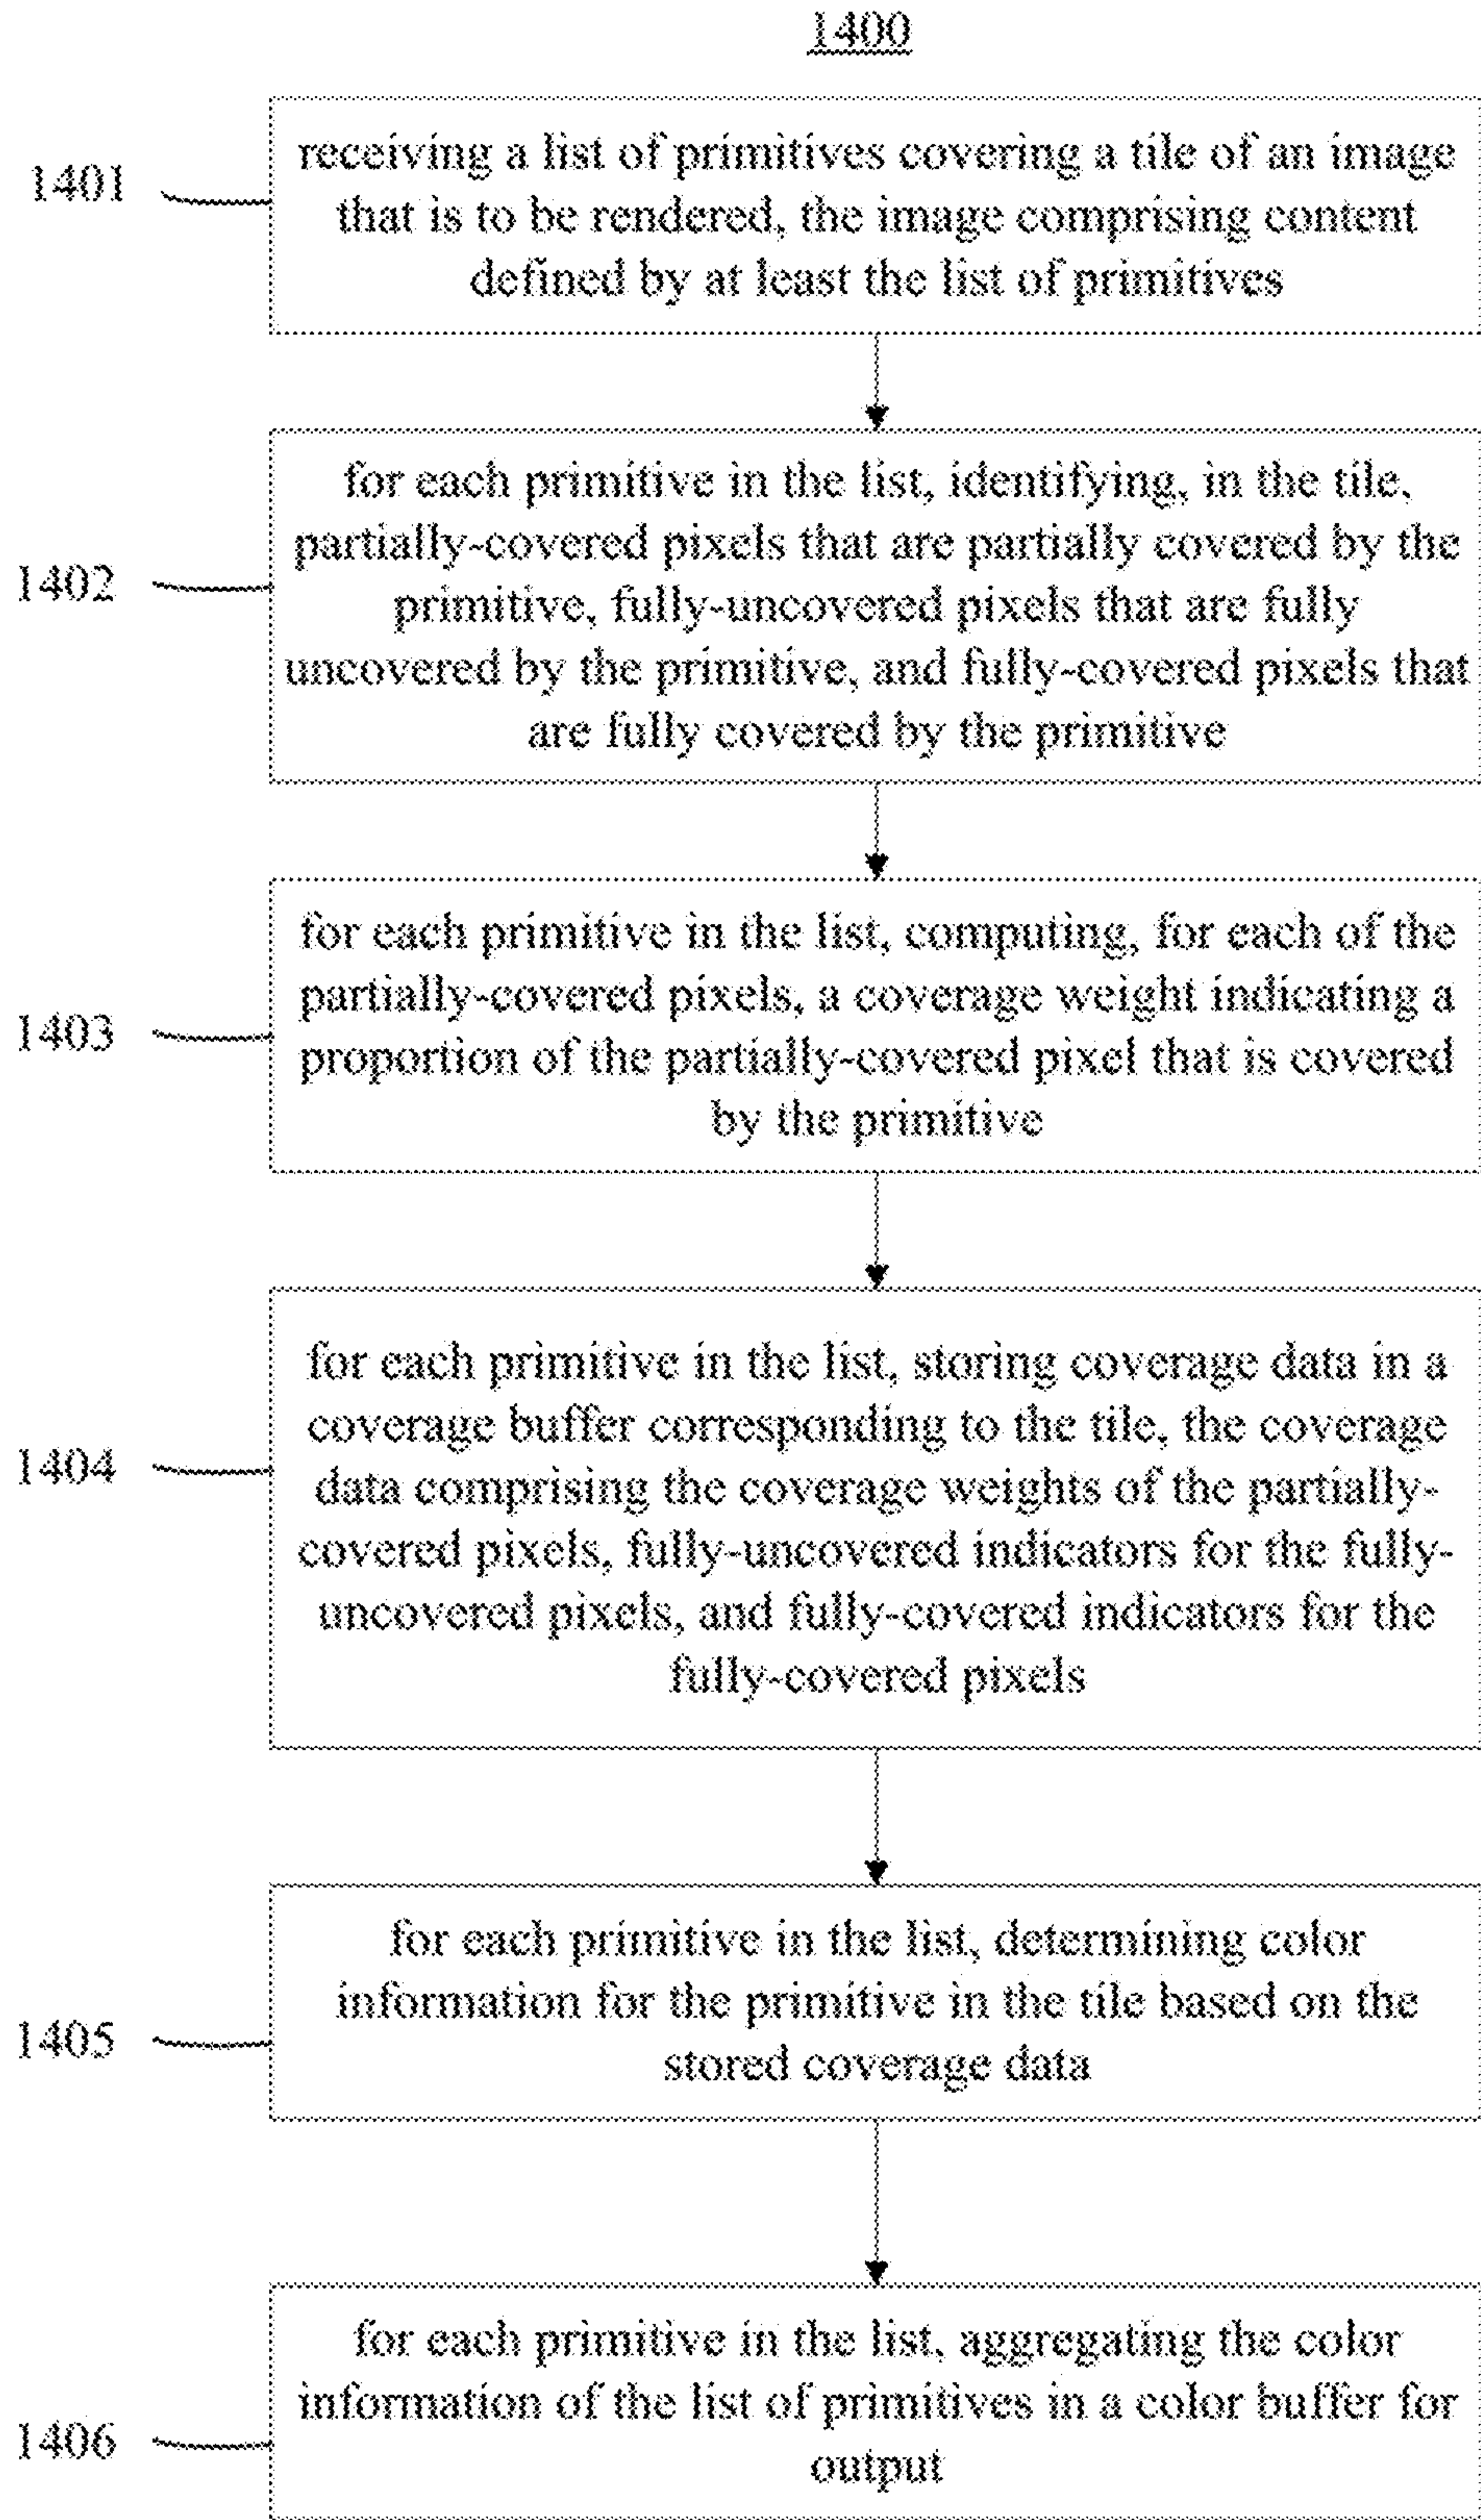 1400
1401
receiving a list of primitives covering a tile of an image
that is to be rendered, the image comprising content
defined by at least the list of primitives
1402
for each primitive in the list, identifying, in the tile,
partially-covered pixels that are partially covered by the
primitive, fully-uncovered pixels that are fully
uncovered by the primitive, and fully-covered pixels that
are fully covered by the primitive
1403
for each primitive in the list, computing, for each of the
partially-covered pixels, a coverage weight indicating a
proportion of the partially-covered pixel that is covered
by the primitive
1404
for each primitive in the list, storing coverage data in a
coverage buffer corresponding to the tile, the coverage
data comprising the coverage weights of the partially-
covered pixels, fully-uncovered indicators for the fully-
uncovered pixels, and fully-covered indicators for the
fully-covered pixels
1405
for each primitive in the list, determining color
information for the primitive in the tile based on the
stored coverage data
1406
for each primitive in the list, aggregating the color
information of the list of primitives in a color buffer for
output